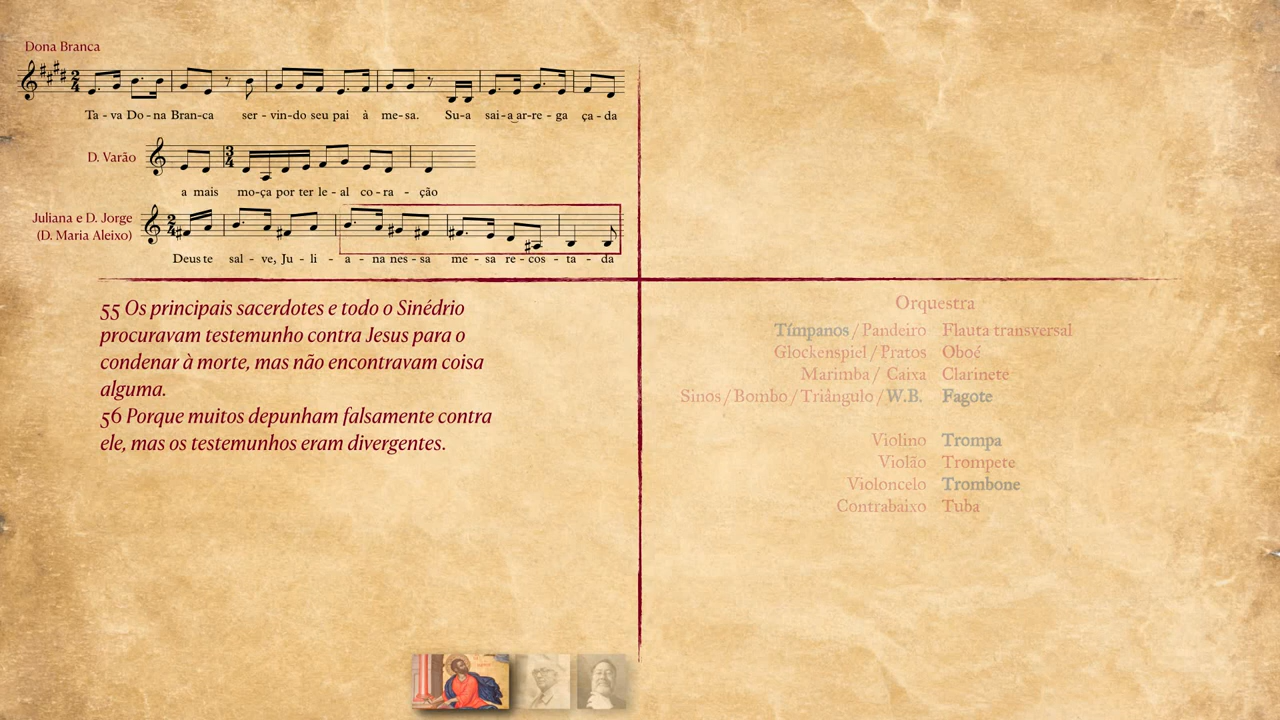 Dona Branca
Ta - va Do - na Bran-ca ser - vin-do seu pai à me-sa. Su-a sai-a ar-re - ga ça - da
D. Varão
a mais mo-ça por ter le - al co - ra - ção
Juliana e D. Jorge
(D. Maria Aleixo)
Deus te sal - ve, Ju - li - a - na nes - sa me - sa re - cos - ta - da
55 Os principais sacerdotes e todo o Sinédrio
procuravam testemunho contra Jesus para o
condenar à morte, mas não encontravam coisa
alguma.
56 Porque muitos depunham falsamente contra
ele, mas os testemunhos eram divergentes.
Orquestra
Tímpanos / Pandeiro Flauta transversal
Glockenspiel / Pratos Oboé
Marimba / Caixa Clarinete
Sinos / Bombo / Triângulo / W.B. Fagote
Violino Trompa
Violão Trompete
Violoncelo Trombone
Contrabaixo Tuba